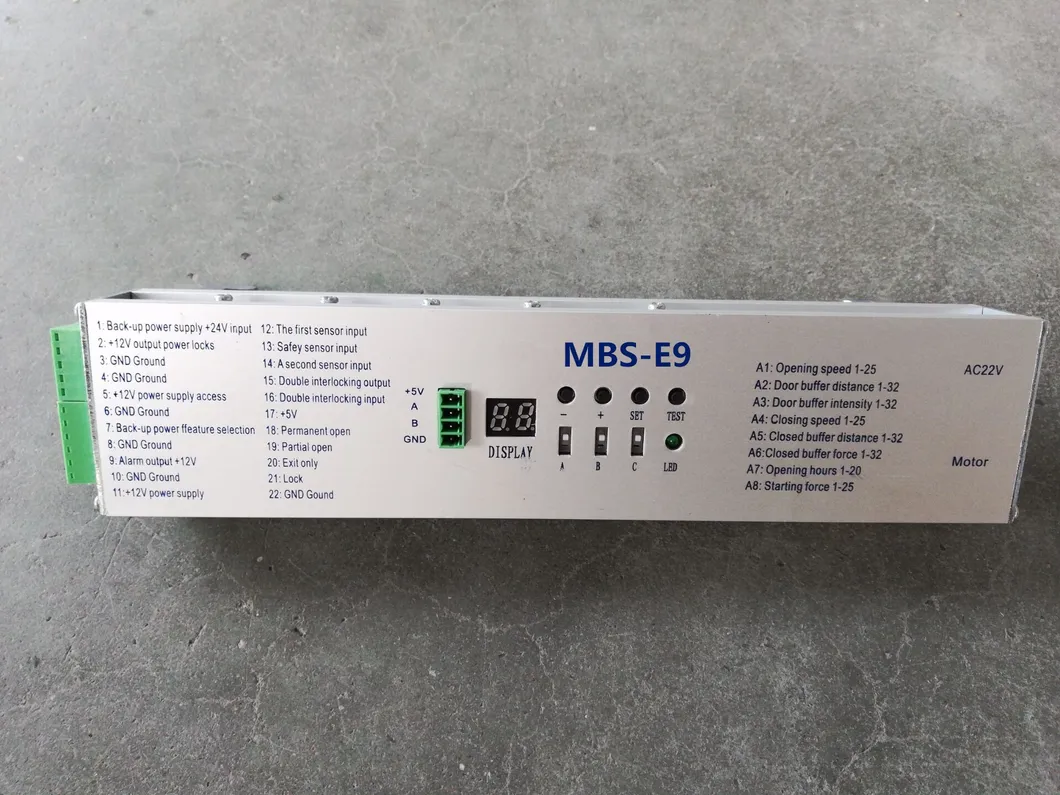 1: Back-up power supply +24V input
2: +12V output power locks
3: GND Ground
4: GND Ground
5: +12V power supply access
6: GND Ground
7: Back-up power ffeature selection
8: GND Ground
9: Alarm output +12V
10: GND Ground
11:+12V power supply
12: The first sensor input
13: Safey sensor input
14: A second sensor input
15: Double interlocking output
16: Double interlocking input
17: +5V
18: Permanent open
19: Partial open
20: Exit only
21: Lock
22: GND Gound
+5V
A
B
GND
8.8.
DISPLAY
MBS-E9
- + SET TEST
A B C LED
A1: Opening speed 1-25
A2: Door buffer distance 1-32
A3: Door buffer intensity 1-32
A4: Closing speed 1-25
A5: Closed buffer distance 1-32
A6:Closed buffer force 1-32
A7: Opening hours 1-20
A8: Starting force 1-25
AC22V
Motor